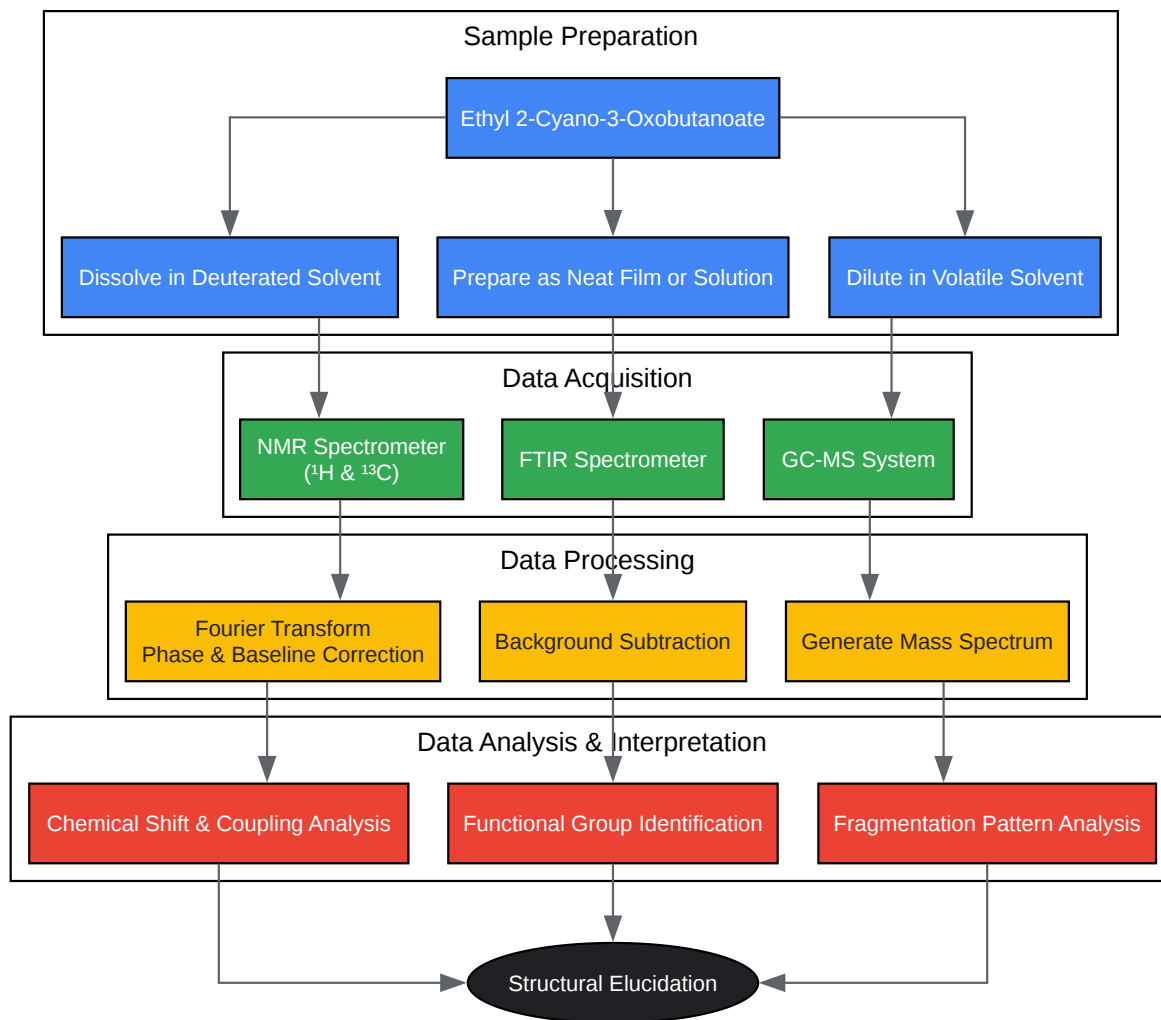 Sample Preparation
Ethyl 2-Cyano-3-Oxobutanoate
Dissolve in Deuterated Solvent
Prepare as Neat Film or Solution
Dilute in Volatile Solvent
Data Acquisition
NMR Spectrometer
(¹H & ¹³C)
FTIR Spectrometer
GC-MS System
Data Processing
Fourier Transform
Phase & Baseline Correction
Background Subtraction
Generate Mass Spectrum
Data Analysis & Interpretation
Chemical Shift & Coupling Analysis
Functional Group Identification
Fragmentation Pattern Analysis
Structural Elucidation